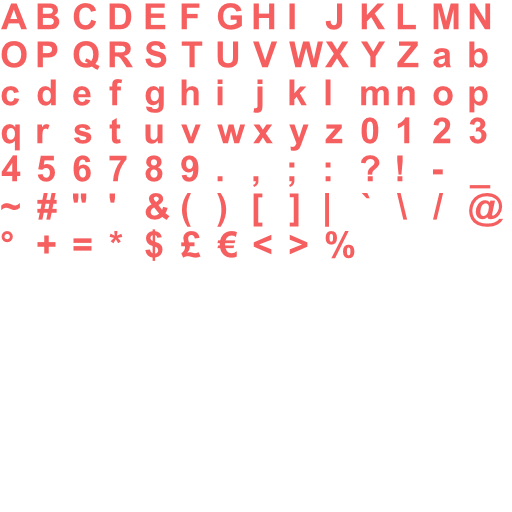 A B C D E F G H I J K L M N
O P Q R S T U V W X Y Z a b
c d e f g h i j k l m n o p
q r s t u v w x y z 0 1 2 3
4 5 6 7 8 9 . , ; : ? ! - _
~ # " ' & ( ) [ ] | ` \ / @
° + = * $ £ € < > %